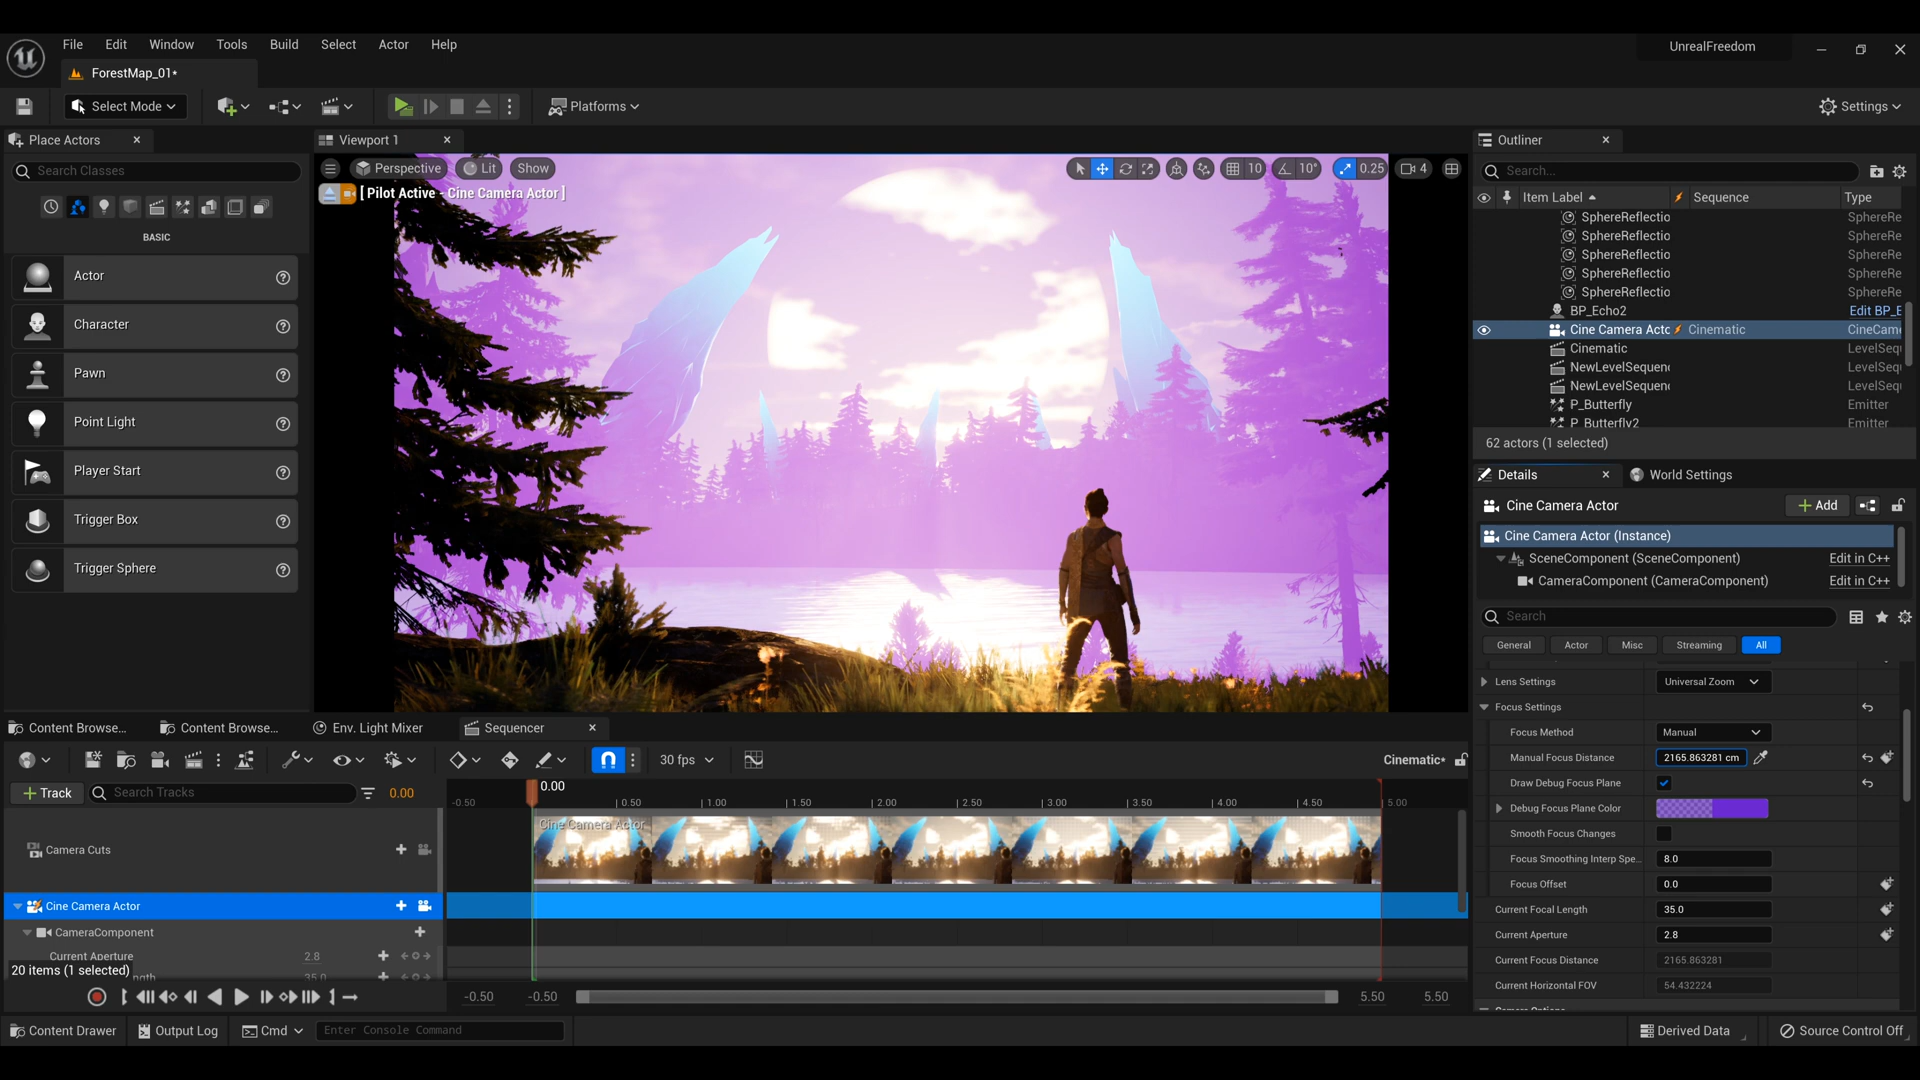 File Edit Window Tools Build Select Actor Help
UnrealFreedom
ForestMap_01*
Select Mode
Platforms
Settings
Place Actors
Search Classes
BASIC
Actor
Character
Pawn
Point Light
Player Start
Trigger Box
Trigger Sphere
Viewport 1
Perspective Lit Show
10 10° 0.25 4
[ Pilot Active - Cine Camera Actor ]
Outliner
Search...
Item Label Sequence Type
SphereReflectio SphereRe
SphereReflectio SphereRe
SphereReflectio SphereRe
SphereReflectio SphereRe
SphereReflectio SphereRe
BP_Echo2 Edit BP_E
Cine Camera Acto Cinematic CineCame
Cinematic LevelSeq
NewLevelSequen LevelSeq
NewLevelSequen LevelSeq
P_Butterfly Emitter
P_Butterfly2 Emitter
62 actors (1 selected)
Details World Settings
Cine Camera Actor
Add
Cine Camera Actor (Instance)
SceneComponent (SceneComponent) Edit in C++
CameraComponent (CameraComponent) Edit in C++
Search
General Actor Misc Streaming All
Lens Settings Universal Zoom
Focus Settings
Focus Method Manual
Manual Focus Distance 2165.863281 cm
Draw Debug Focus Plane
Debug Focus Plane Color
Smooth Focus Changes
Focus Smoothing Interp Spe... 8.0
Focus Offset 0.0
Current Focal Length 35.0
Current Aperture 2.8
Current Focus Distance 2165.863281
Current Horizontal FOV 54.432224
Content Browse... Content Browse... Env. Light Mixer Sequencer
30 fps
Cinematic*
Track
Search Tracks
0.00
0.00
-0.50 0.50 1.00 1.50 2.00 2.50 3.00 3.50 4.00 4.50 5.00
Cine Camera Actor
Camera Cuts
Cine Camera Actor
CameraComponent
Current Aperture 2.8
20 items (1 selected)
ngth 35.0
-0.50 -0.50 5.50 5.50
Content Drawer Output Log Cmd Enter Console Command
Derived Data Source Control Off